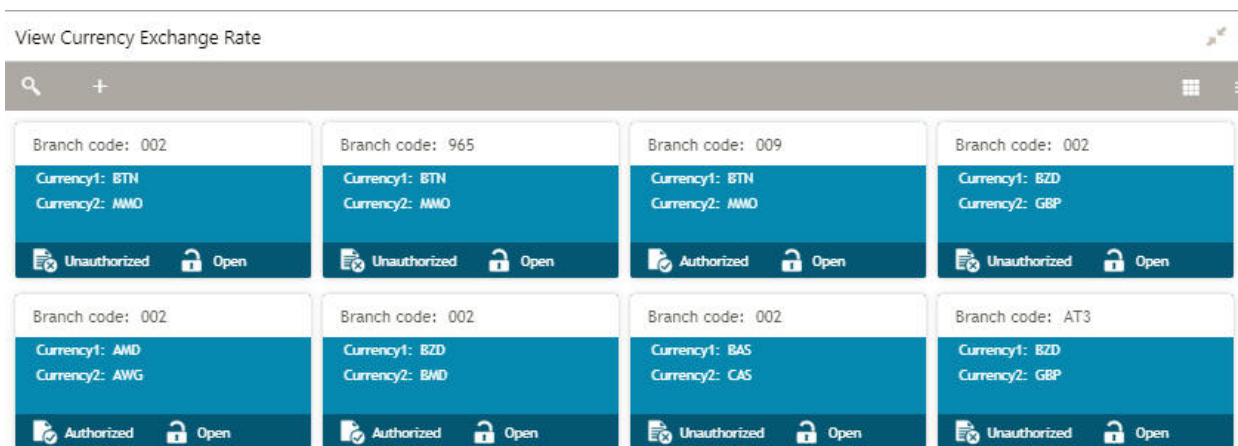 View Currency Exchange Rate
Branch code: 002
Currency1: BTN
Currency2: MMO
Unauthorized Open
Branch code: 965
Currency1: BTN
Currency2: MMO
Unauthorized Open
Branch code: 009
Currency1: BTN
Currency2: MMO
Authorized Open
Branch code: 002
Currency1: BZD
Currency2: GBP
Unauthorized Open
Branch code: 002
Currency1: AMD
Currency2: AWG
Authorized Open
Branch code: 002
Currency1: BZD
Currency2: BMD
Authorized Open
Branch code: 002
Currency1: BAS
Currency2: CAS
Unauthorized Open
Branch code: AT3
Currency1: BZD
Currency2: GBP
Unauthorized Open